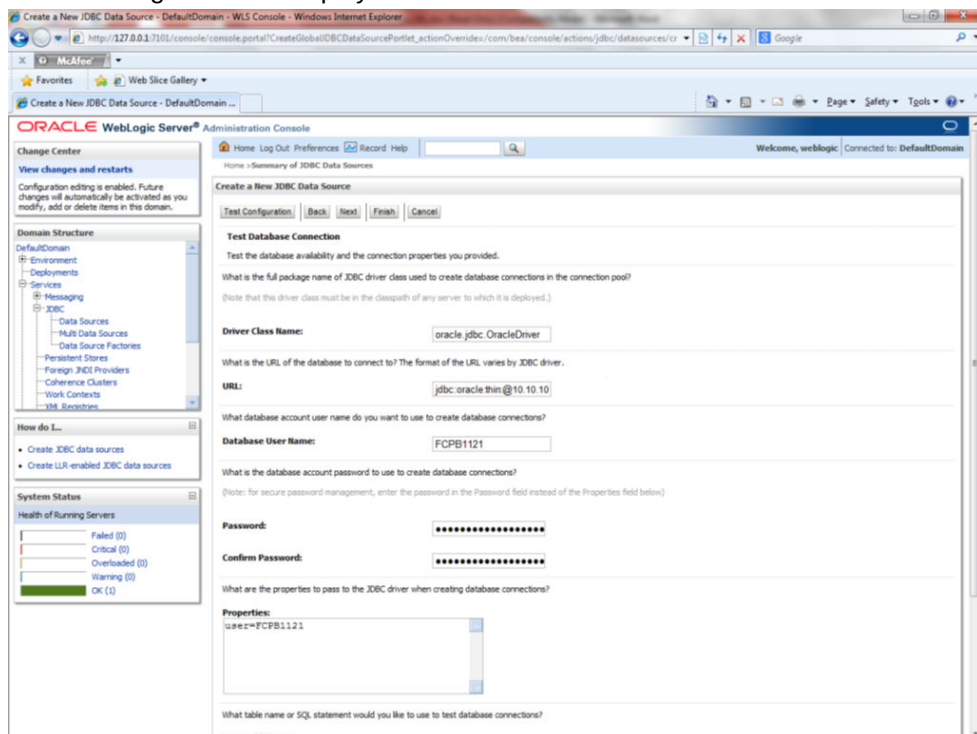 Create a New JDBC Data Source - DefaultDomain - WLS Console - Windows Internet Explorer
http://127.0.0.1:7101/console/console.portal?CreateGlobalJDBCDataSourcePortlet_actionOverride=/com/bea/console/actions/jdbc/datasources/cr
Google
X McAfee
Favorites Web Slice Gallery
Create a New JDBC Data Source - DefaultDomain ...
Page Safety Tools
ORACLE WebLogic Server® Administration Console
Change Center
View changes and restarts
Configuration editing is enabled. Future
changes will automatically be activated as you
modify, add or delete items in this domain.
Domain Structure
DefaultDomain
Environment
Deployments
Services
Messaging
JDBC
Data Sources
Multi Data Sources
Data Source Factories
Persistent Stores
Foreign JNDI Providers
Coherence Clusters
Work Contexts
XML Registries
How do I...
Create JDBC data sources
Create LLR-enabled JDBC data sources
System Status
Health of Running Servers
Failed (0)
Critical (0)
Overloaded (0)
Warning (0)
OK (1)
Home Log Out Preferences Record Help
Welcome, weblogic Connected to: DefaultDomain
Home >Summary of JDBC Data Sources
Create a New JDBC Data Source
Test Configuration Back Next Finish Cancel
Test Database Connection
Test the database availability and the connection properties you provided.
What is the full package name of JDBC driver class used to create database connections in the connection pool?
(Note that this driver class must be in the classpath of any server to which it is deployed.)
Driver Class Name: oracle.jdbc.OracleDriver
What is the URL of the database to connect to? The format of the URL varies by JDBC driver.
URL: jdbc:oracle:thin:@10.10.10
What database account user name do you want to use to create database connections?
Database User Name: FCPB1121
What is the database account password to use to create database connections?
(Note: for secure password management, enter the password in the Password field instead of the Properties field below)
Password: ●●●●●●●●●●●●●●●●●●
Confirm Password: ●●●●●●●●●●●●●●●●●●
What are the properties to pass to the JDBC driver when creating database connections?
Properties:
user=FCPB1121
What table name or SQL statement would you like to use to test database connections?